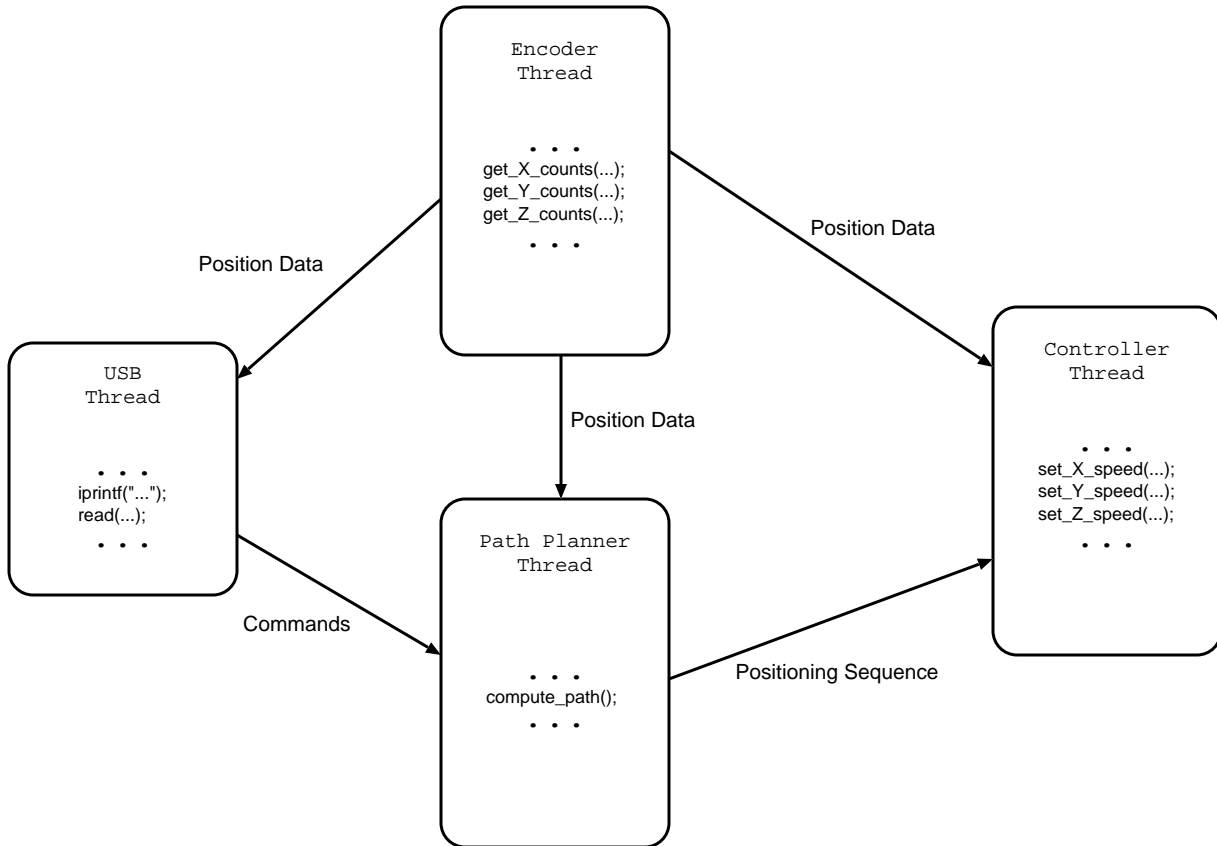 Encoder
Thread
. . .
get_X_counts(...);
get_Y_counts(...);
get_Z_counts(...);
. . .
Position Data
Position Data
Position Data
USB
Thread
. . .
iprintf("...");
read(...);
. . .
Controller
Thread
. . .
set_X_speed(...);
set_Y_speed(...);
set_Z_speed(...);
. . .
Path Planner
Thread
. . .
compute_path();
. . .
Commands
Positioning Sequence